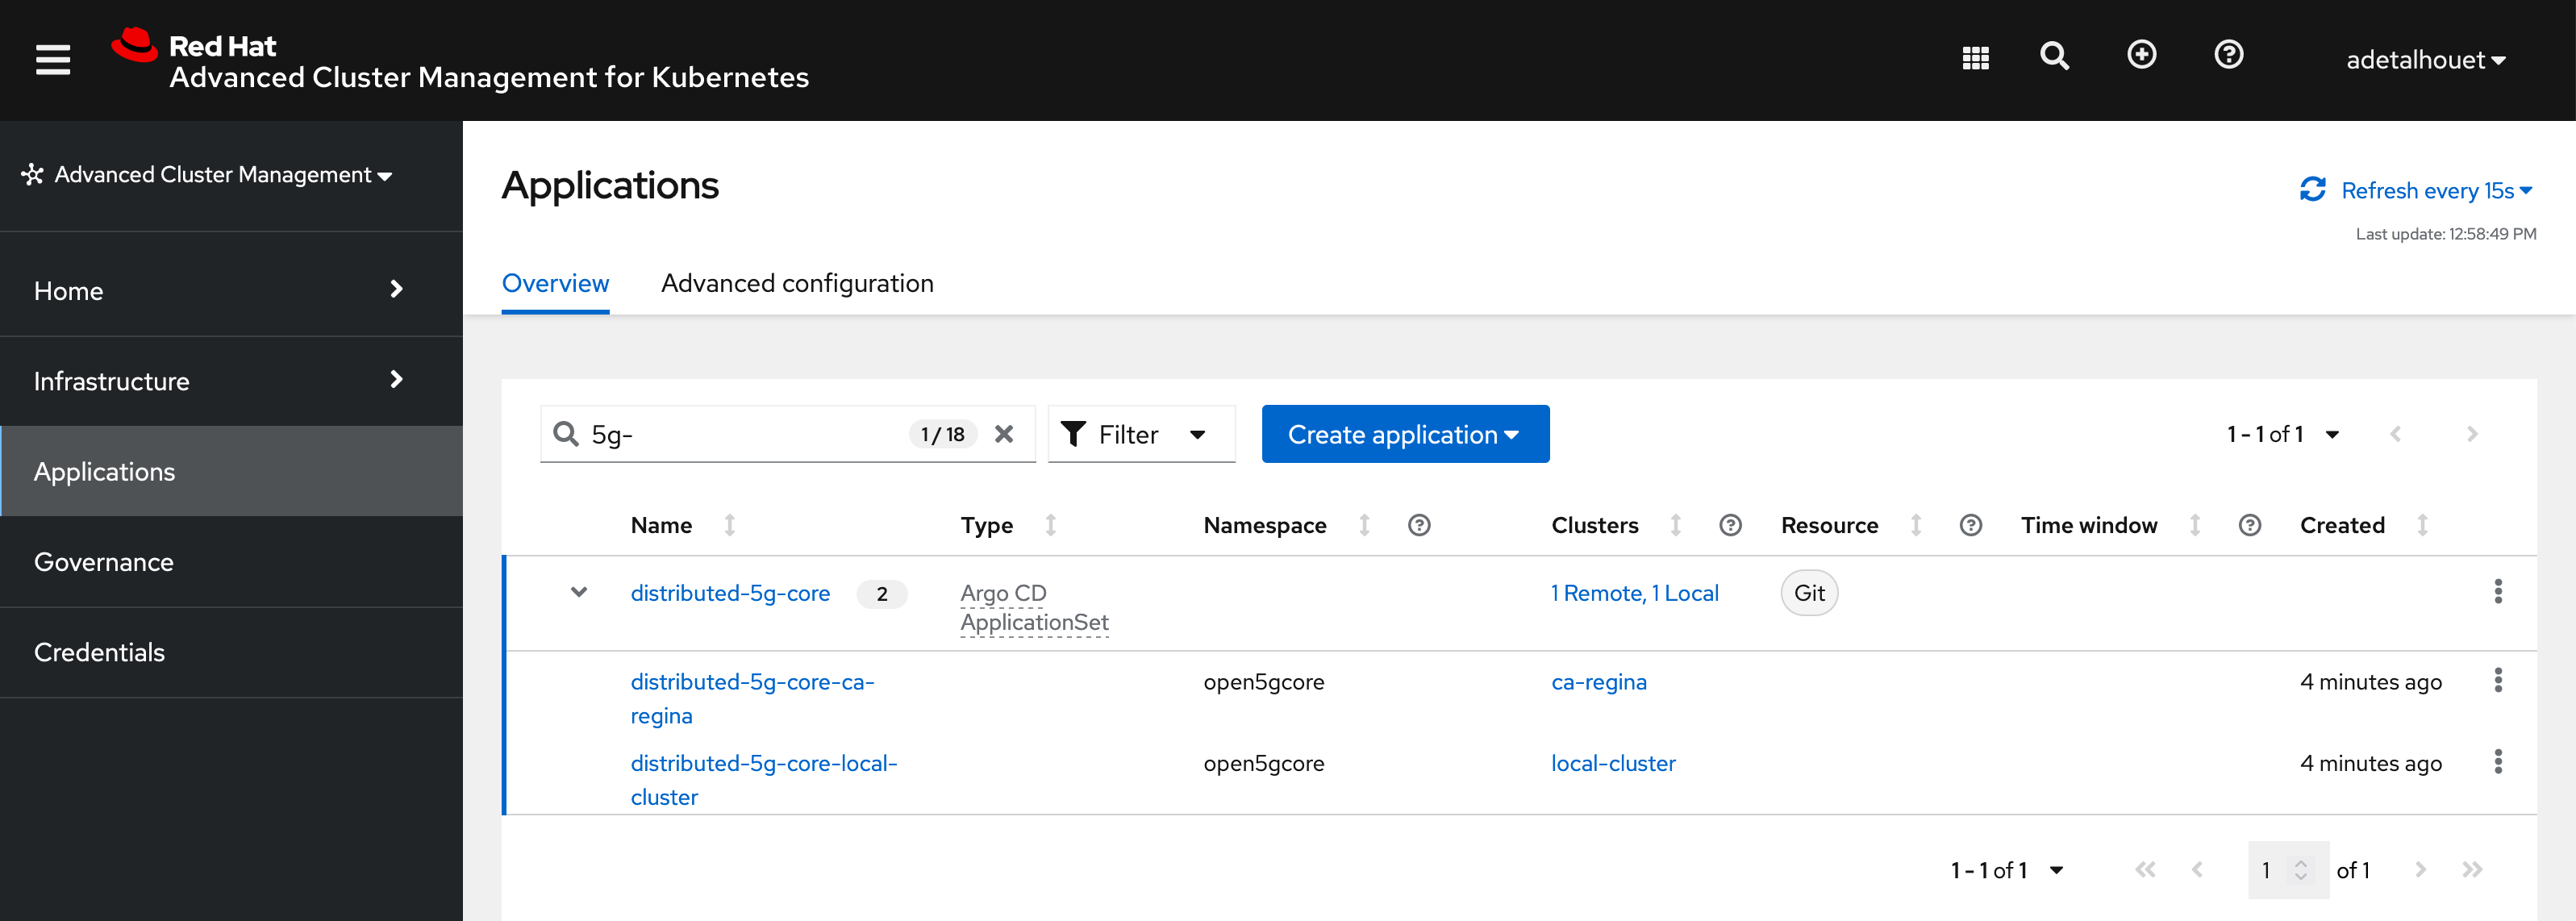 Red Hat
Advanced Cluster Management for Kubernetes
adetalhouet
Advanced Cluster Management
Home
Infrastructure
Applications
Governance
Credentials
Applications
Refresh every 15s
Last update: 12:58:49 PM
Overview
Advanced configuration
5g-
1 / 18
Filter
Create application
1 - 1 of 1
Name
Type
Namespace
Clusters
Resource
Time window
Created
distributed-5g-core
2
Argo CD
ApplicationSet
1 Remote, 1 Local
Git
distributed-5g-core-ca-
regina
open5gcore
ca-regina
4 minutes ago
distributed-5g-core-local-
cluster
open5gcore
local-cluster
4 minutes ago
1 - 1 of 1
1
of 1